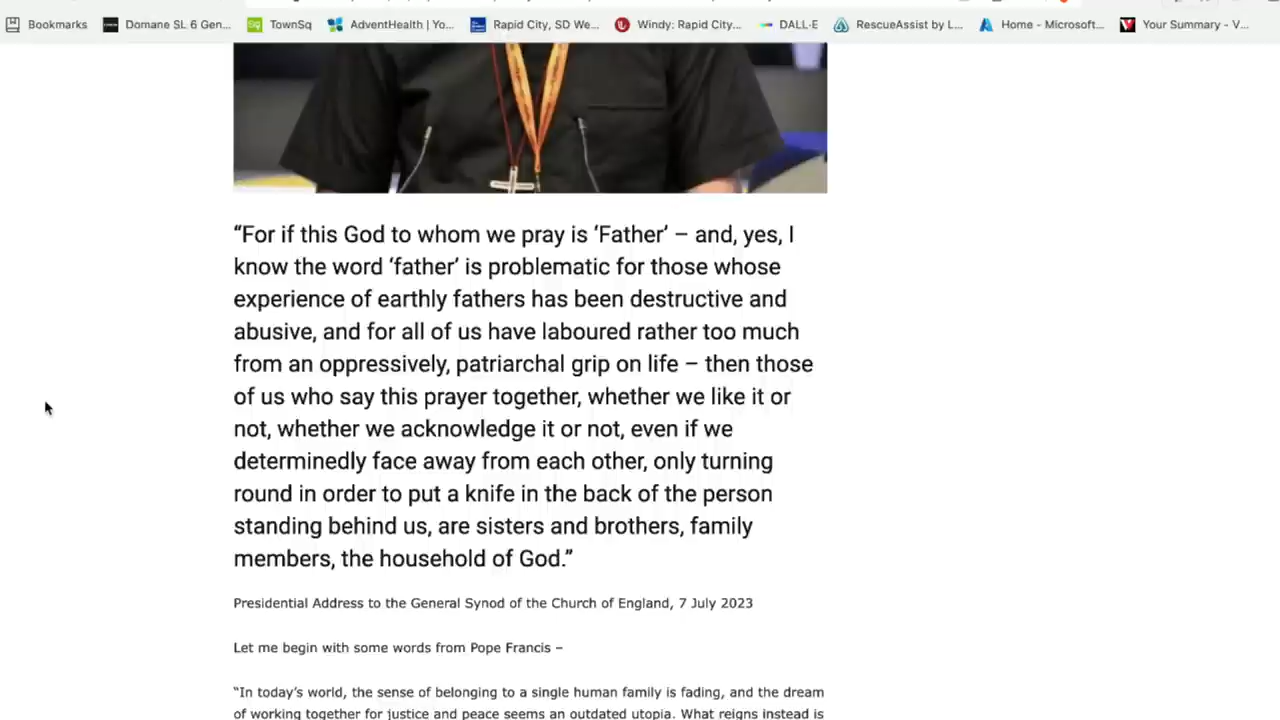 Bookmarks Domane SL 6 Gen... TownSq AdventHealth | Yo... Rapid City, SD We... Windy: Rapid City... DALL-E RescueAssist by L... Home - Microsoft... Your Summary - V...
“For if this God to whom we pray is ‘Father’ – and, yes, I
know the word ‘father’ is problematic for those whose
experience of earthly fathers has been destructive and
abusive, and for all of us have laboured rather too much
from an oppressively, patriarchal grip on life – then those
of us who say this prayer together, whether we like it or
not, whether we acknowledge it or not, even if we
determinedly face away from each other, only turning
round in order to put a knife in the back of the person
standing behind us, are sisters and brothers, family
members, the household of God.”
Presidential Address to the General Synod of the Church of England, 7 July 2023
Let me begin with some words from Pope Francis –
“In today’s world, the sense of belonging to a single human family is fading, and the dream
of working together for justice and peace seems an outdated utopia. What reigns instead is